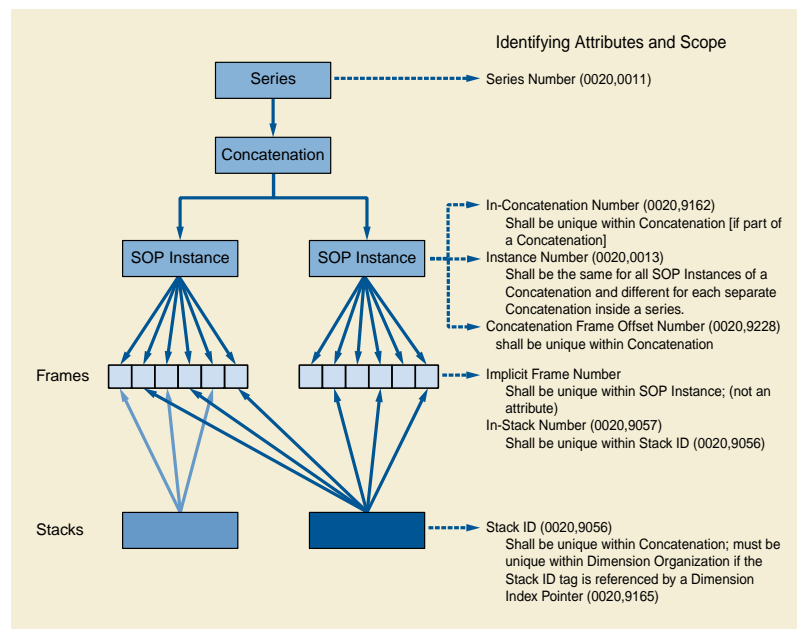 Identifying Attributes and Scope
Series
Series Number (0020,0011)
Concatenation
In-Concatenation Number (0020,9162)
Shall be unique within Concatenation [if part
of a Concatenation]
SOP Instance
SOP Instance
Instance Number (0020,0013)
Shall be the same for all SOP Instances of a
Concatenation and different for each separate
Concatenation inside a series.
Concatenation Frame Offset Number (0020,9228)
shall be unique within Concatenation
Frames
Implicit Frame Number
Shall be unique within SOP Instance; (not an
attribute)
In-Stack Number (0020,9057)
Shall be unique within Stack ID (0020,9056)
Stacks
Stack ID (0020,9056)
Shall be unique within Concatenation; must be
unique within Dimension Organization if the
Stack ID tag is referenced by a Dimension
Index Pointer (0020,9165)